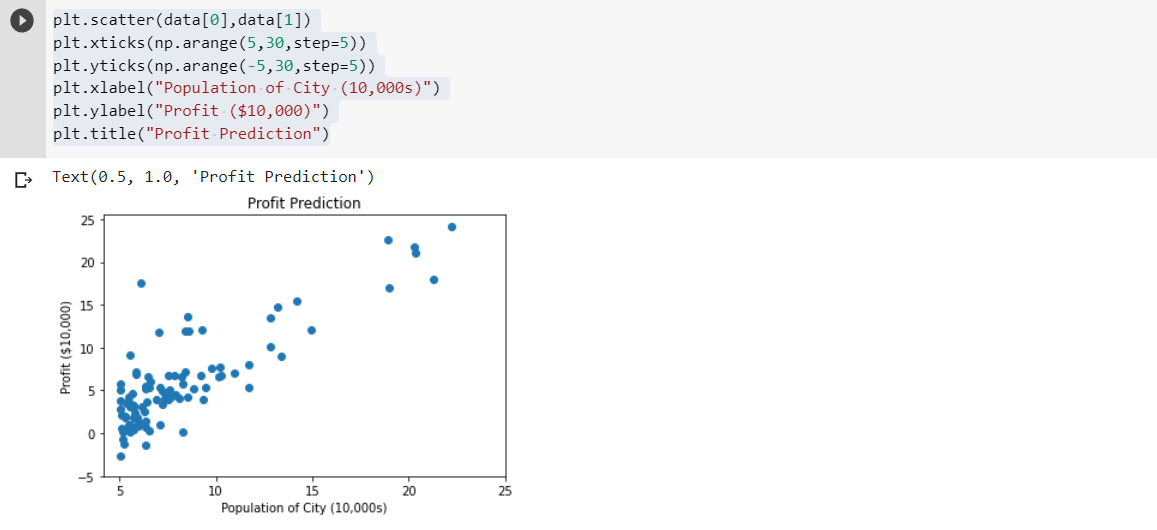 plt.scatter(data[0],data[1])
plt.xticks(np.arange(5,30,step=5))
plt.yticks(np.arange(-5,30,step=5))
plt.xlabel("Population of City (10,000s)")
plt.ylabel("Profit ($10,000)")
plt.title("Profit Prediction")
Text(0.5, 1.0, 'Profit Prediction')
Profit Prediction
25
20
15
10
5
0
−5
Profit ($10,000)
5 10 15 20 25
Population of City (10,000s)